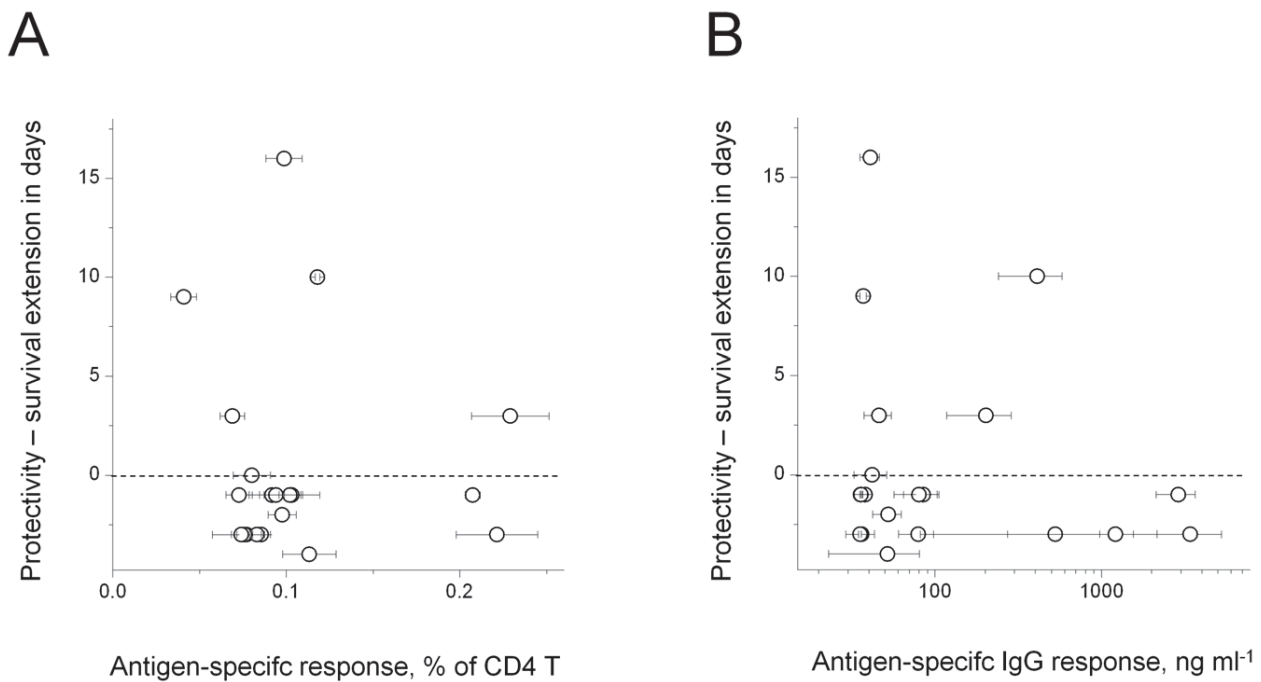 A
B
Protectivity – survival extension in days
15
10
5
0
0.0
0.1
0.2
Antigen-specifc response, % of CD4 T
Protectivity – survival extension in days
15
10
5
0
100
1000
Antigen-specifc IgG response, ng ml-1